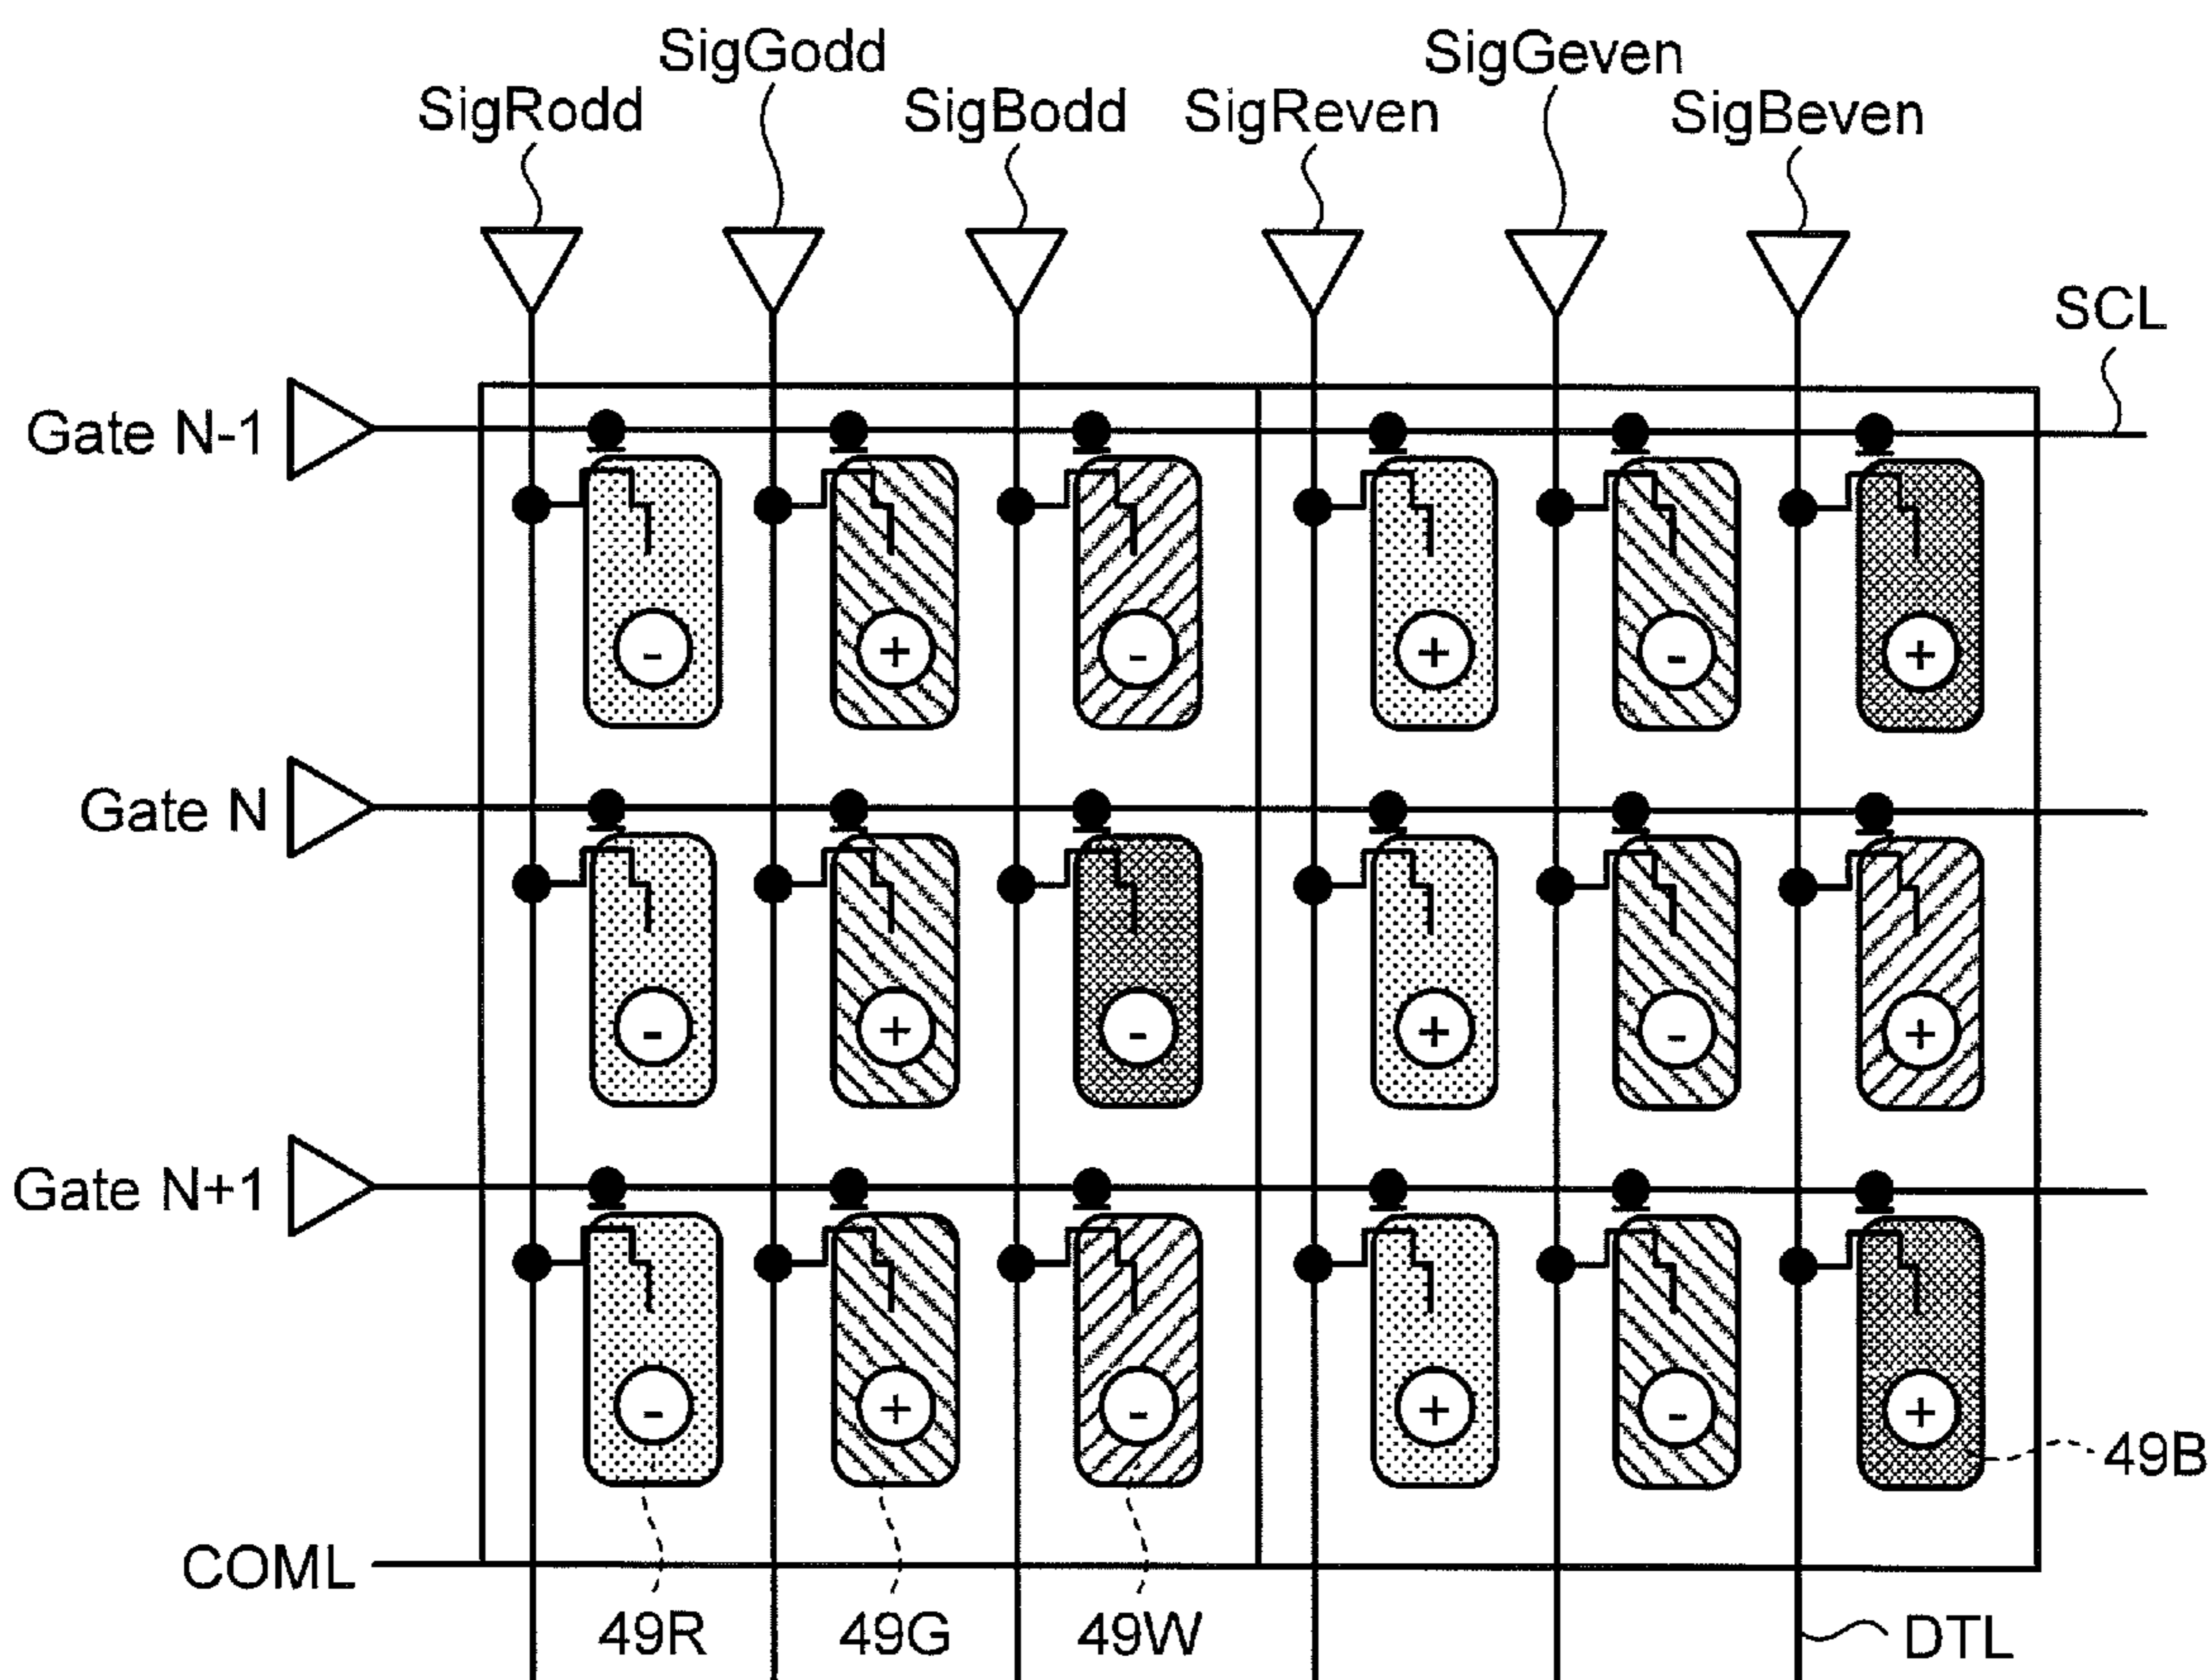 SigGodd
SigGeven
SigRodd
SigBodd
SigReven
SigBeven
SCL
Gate N-1
- + - + - +
Gate N
- + - + - +
Gate N+1
- + - + - +
49B
COML
49R
49G
49W
DTL